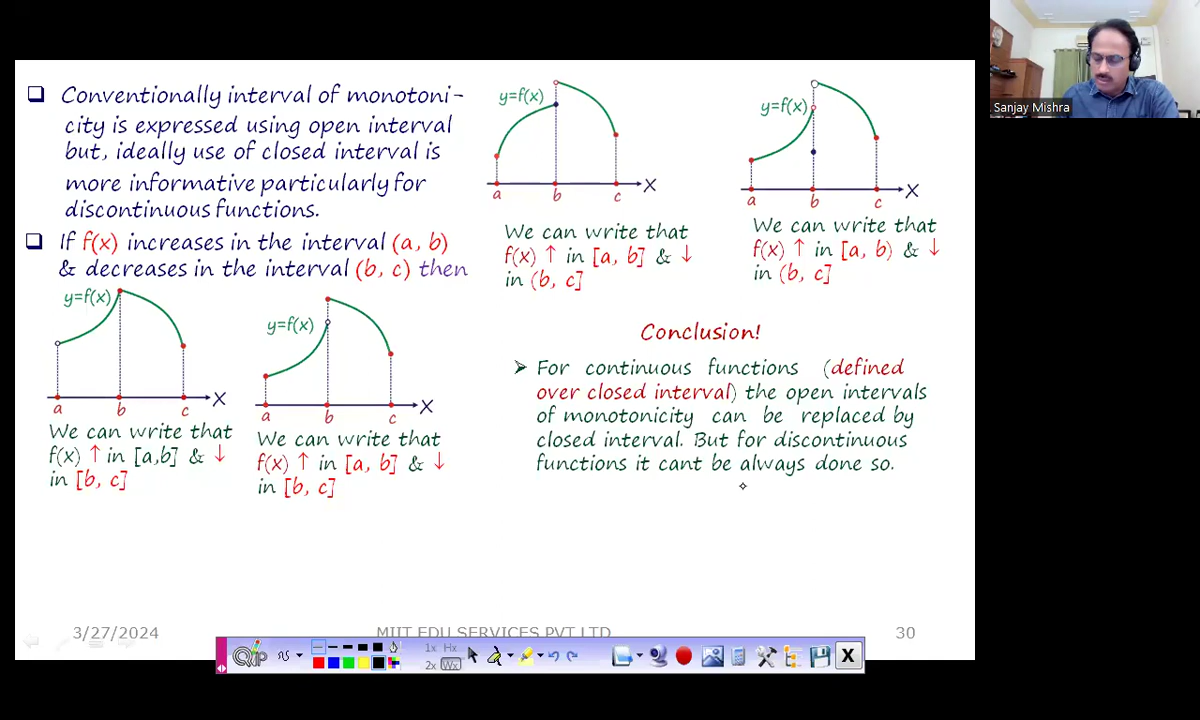 Conventionally interval of monotoni-
city is expressed using open interval
but, ideally use of closed interval is
more informative particularly for
discontinuous functions.
If f(x) increases in the interval (a, b)
& decreases in the interval (b, c) then
y=f(x)
a b c X
We can write that
f(x) ↑ in [a,b] & ↓
in [b, c]
y=f(x)
a b c X
We can write that
f(x) ↑ in [a, b] & ↓
in [b, c]
y=f(x)
a b c X
We can write that
f(x) ↑ in [a, b] & ↓
in (b, c]
y=f(x)
a b c X
We can write that
f(x) ↑ in [a, b) & ↓
in (b, c]
Conclusion!
For continuous functions (defined
over closed interval) the open intervals
of monotonicity can be replaced by
closed interval. But for discontinuous
functions it cant be always done so.
3/27/2024
MIIT EDU SERVICES PVT LTD
30
Sanjay Mishra
1x Hx
2x Wx
X